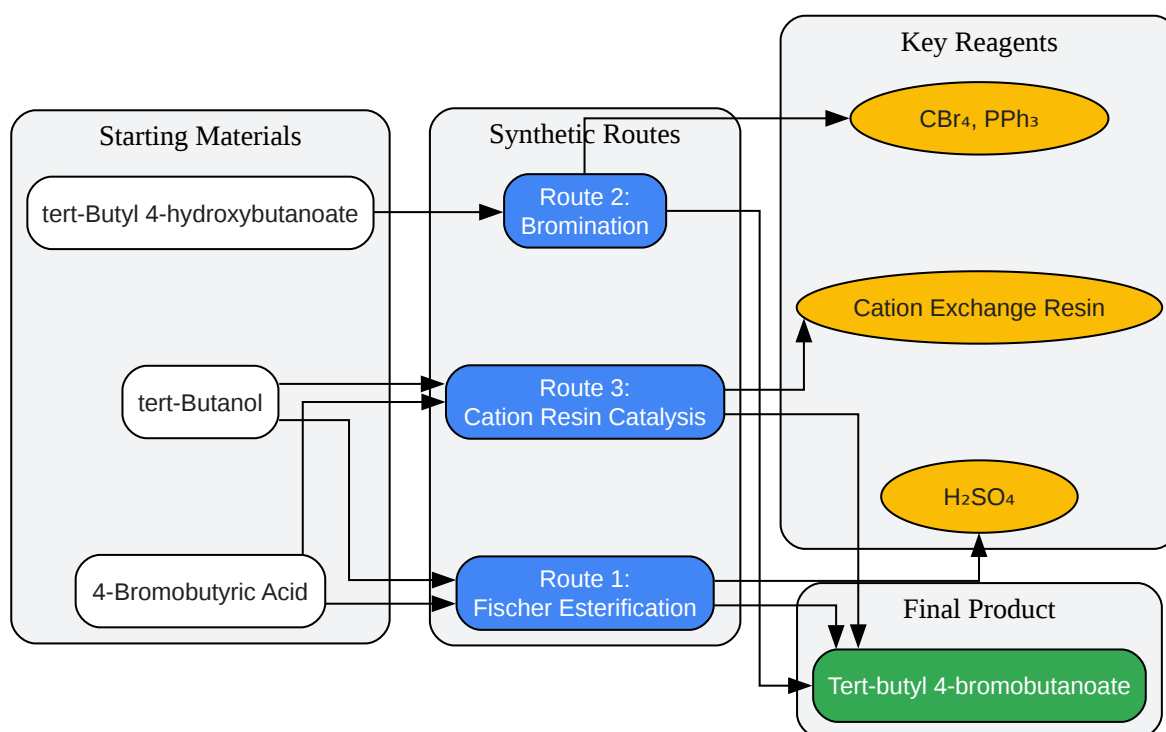 Starting Materials
tert-Butyl 4-hydroxybutanoate
tert-Butanol
4-Bromobutyric Acid
Synthetic Routes
Route 2:
Bromination
Route 3:
Cation Resin Catalysis
Route 1:
Fischer Esterification
Key Reagents
CBr₄, PPh₃
Cation Exchange Resin
H₂SO₄
Final Product
Tert-butyl 4-bromobutanoate